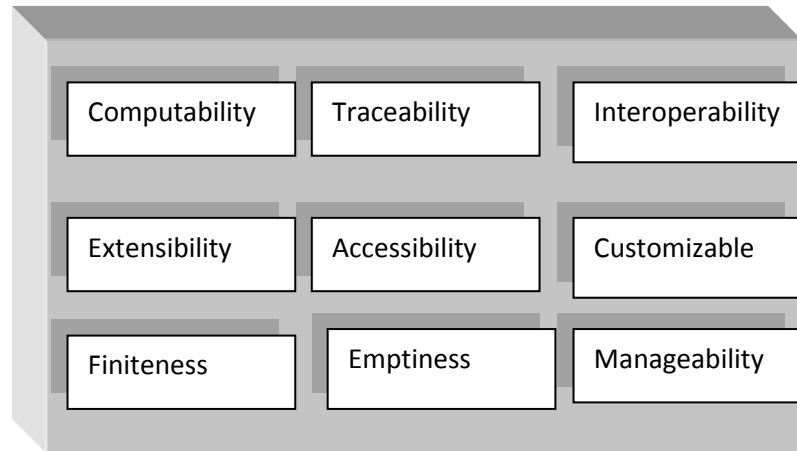 Computability
Traceability
Interoperability
Extensibility
Accessibility
Customizable
Finiteness
Emptiness
Manageability